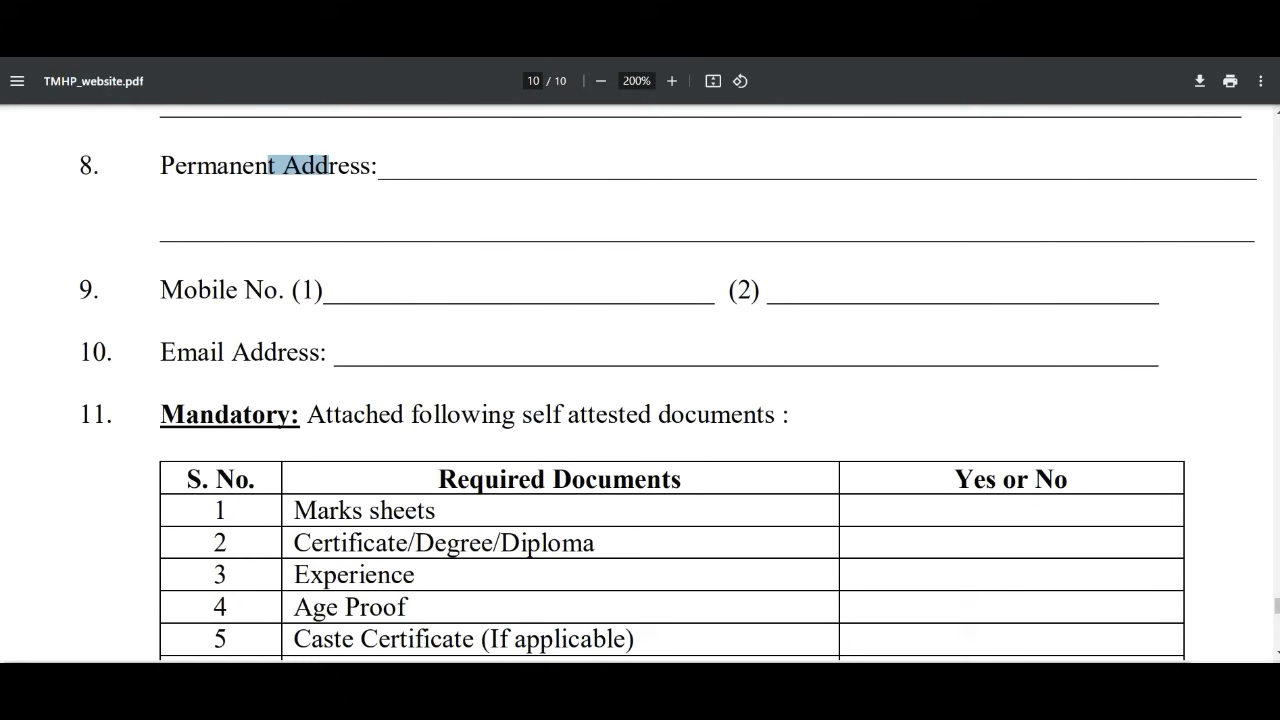 TMHP_website.pdf 10 / 10 200%
8. Permanent Address:
9. Mobile No. (1) (2)
10. Email Address:
11. Mandatory: Attached following self attested documents :
S. No. Required Documents Yes or No
1 Marks sheets
2 Certificate/Degree/Diploma
3 Experience
4 Age Proof
5 Caste Certificate (If applicable)